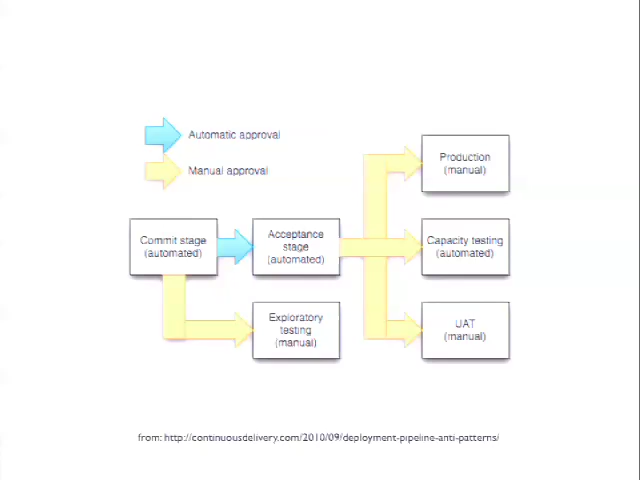 Automatic approval
Manual approval
Production
(manual)
Commit stage
(automated)
Acceptance
stage
(automated)
Capacity testing
(automated)
Exploratory
testing
(manual)
UAT
(manual)
from: http://continuousdelivery.com/2010/09/deployment-pipeline-anti-patterns/